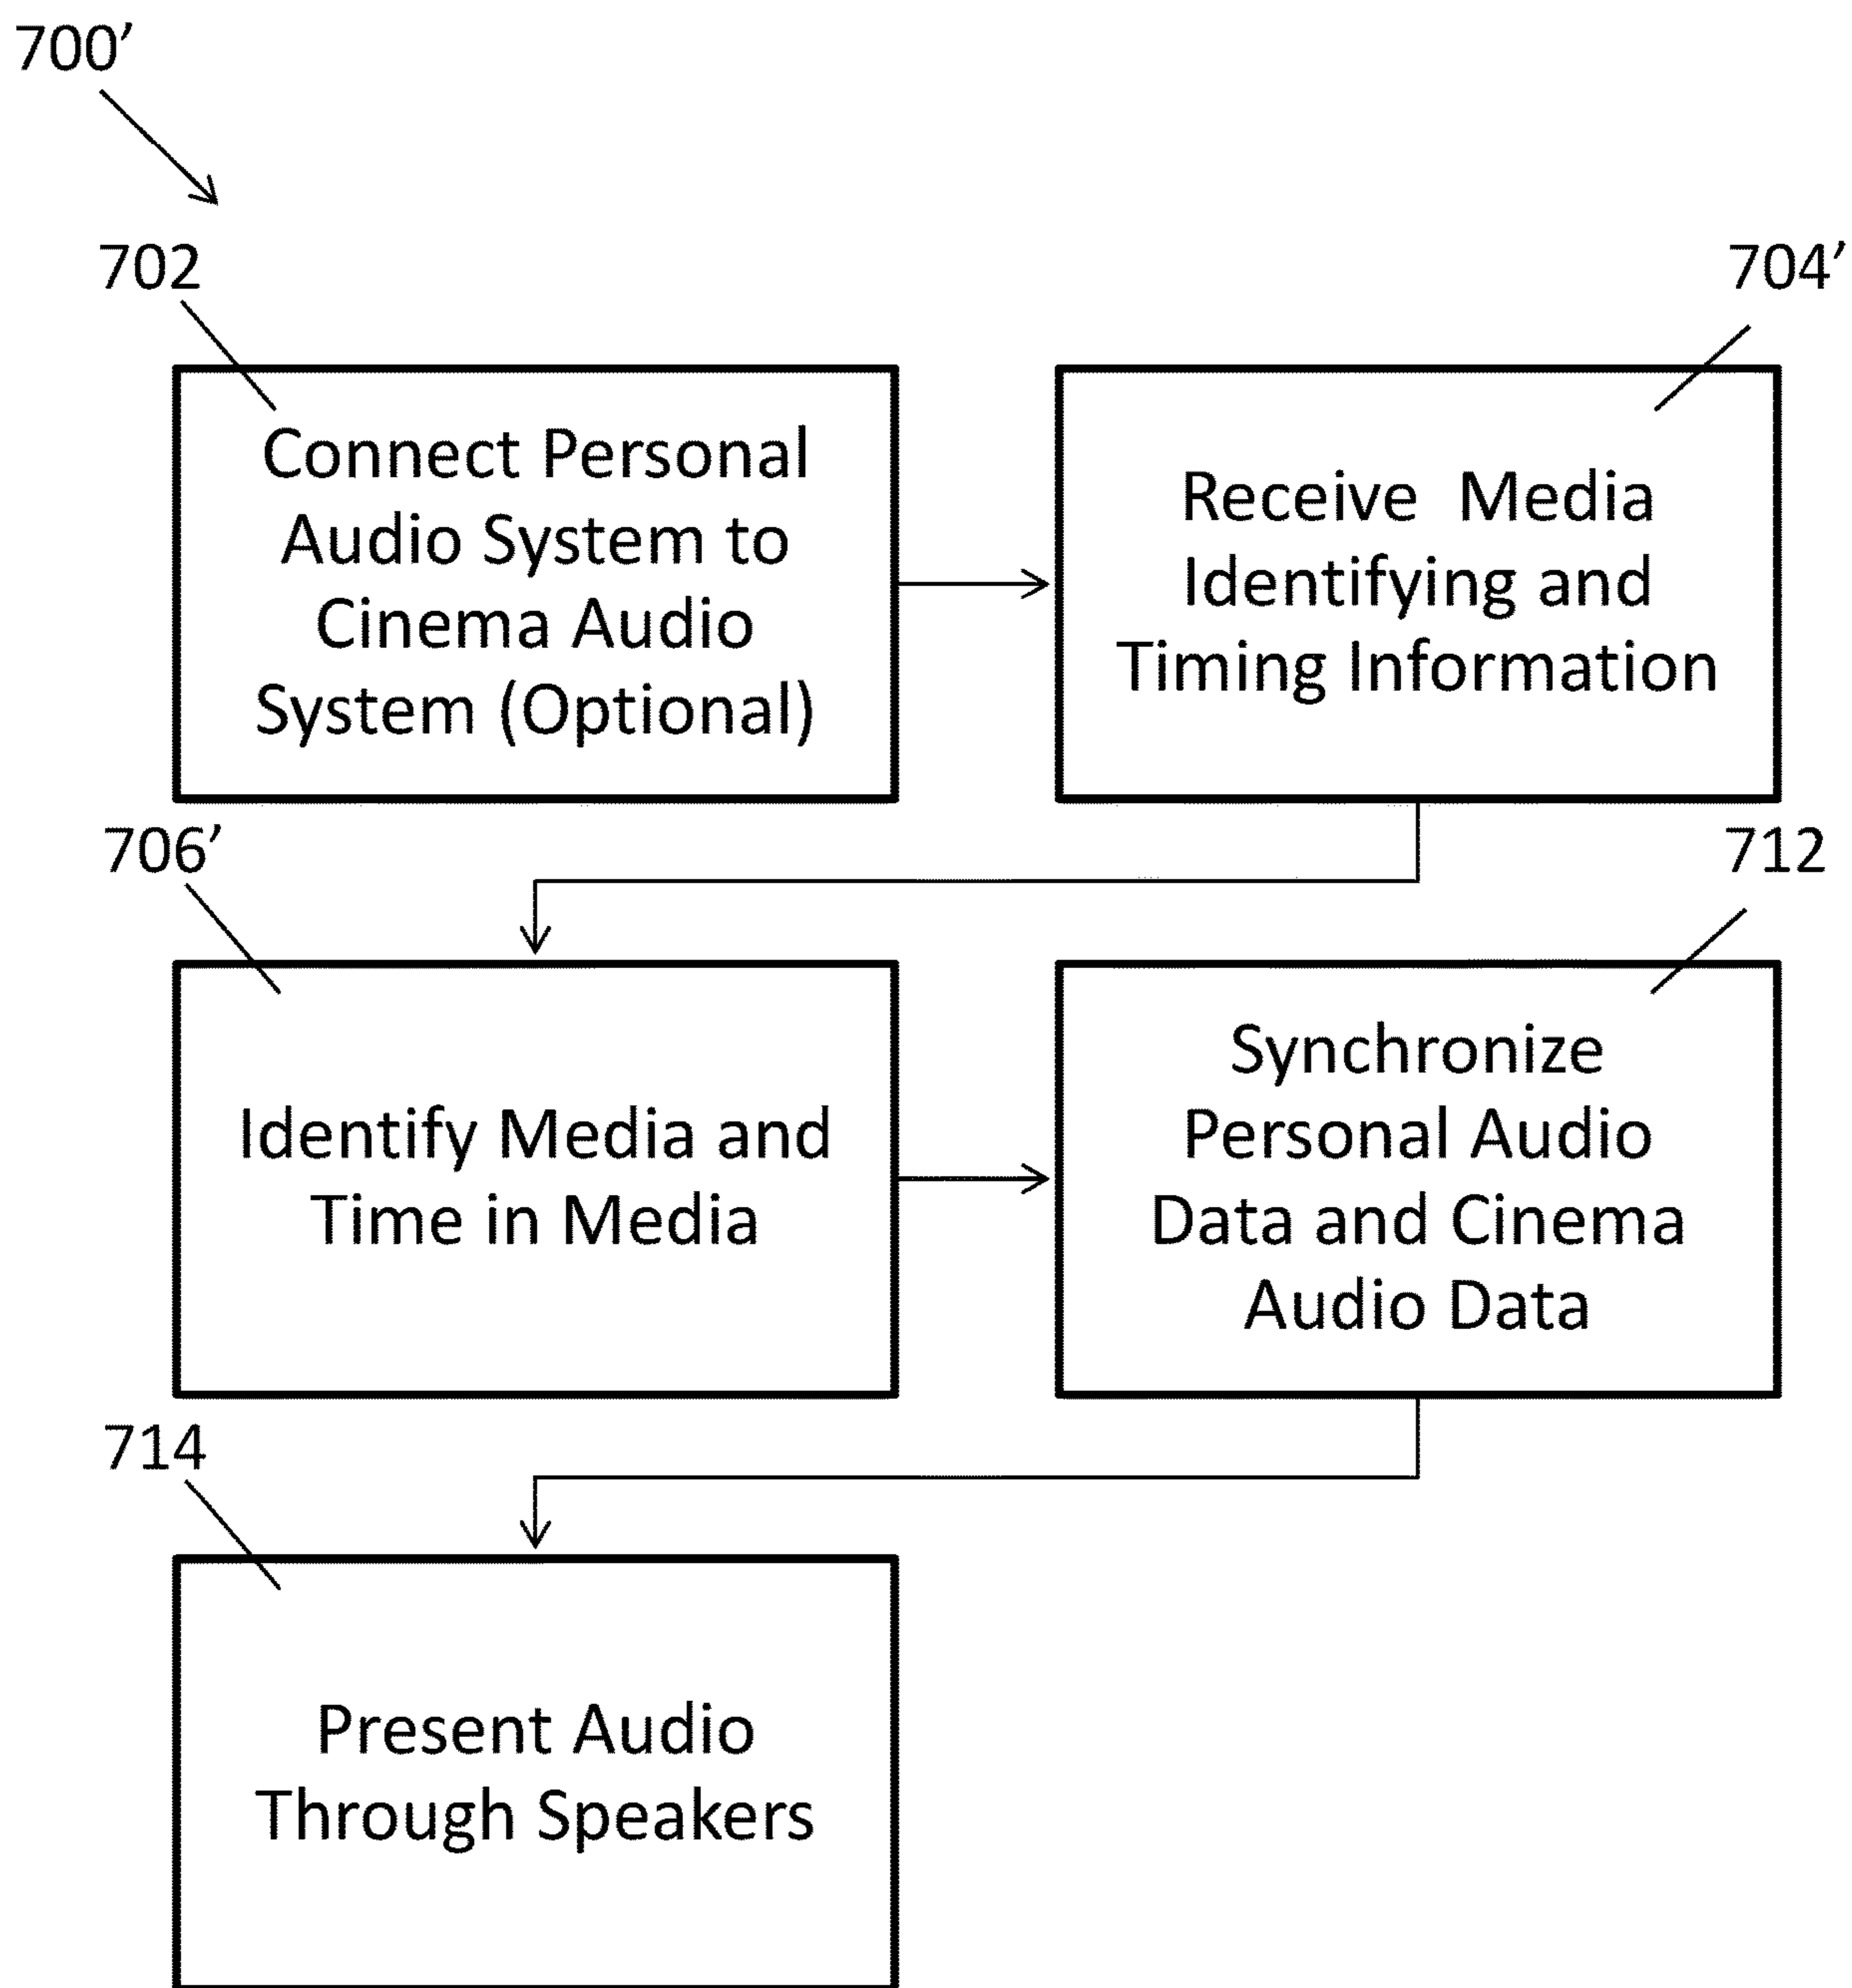 700’
702
704’
Connect Personal
Audio System to
Cinema Audio
System (Optional)
Receive Media
Identifying and
Timing Information
706’
712
Identify Media and
Time in Media
Synchronize
Personal Audio
Data and Cinema
Audio Data
714
Present Audio
Through Speakers